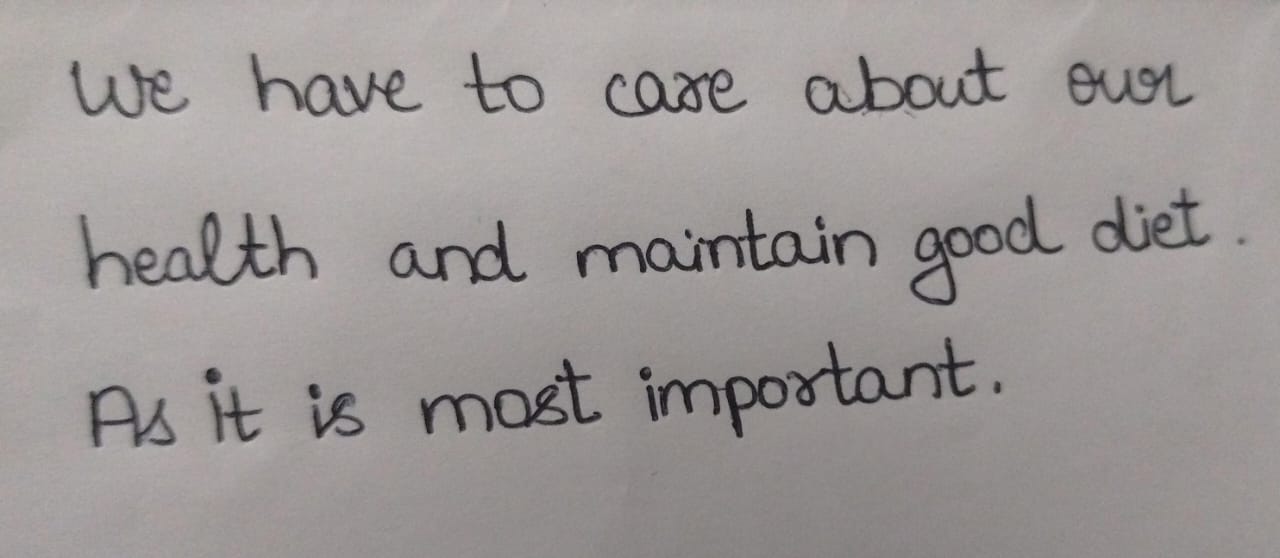 We have to care about our
health and maintain good diet.
As it is most important.